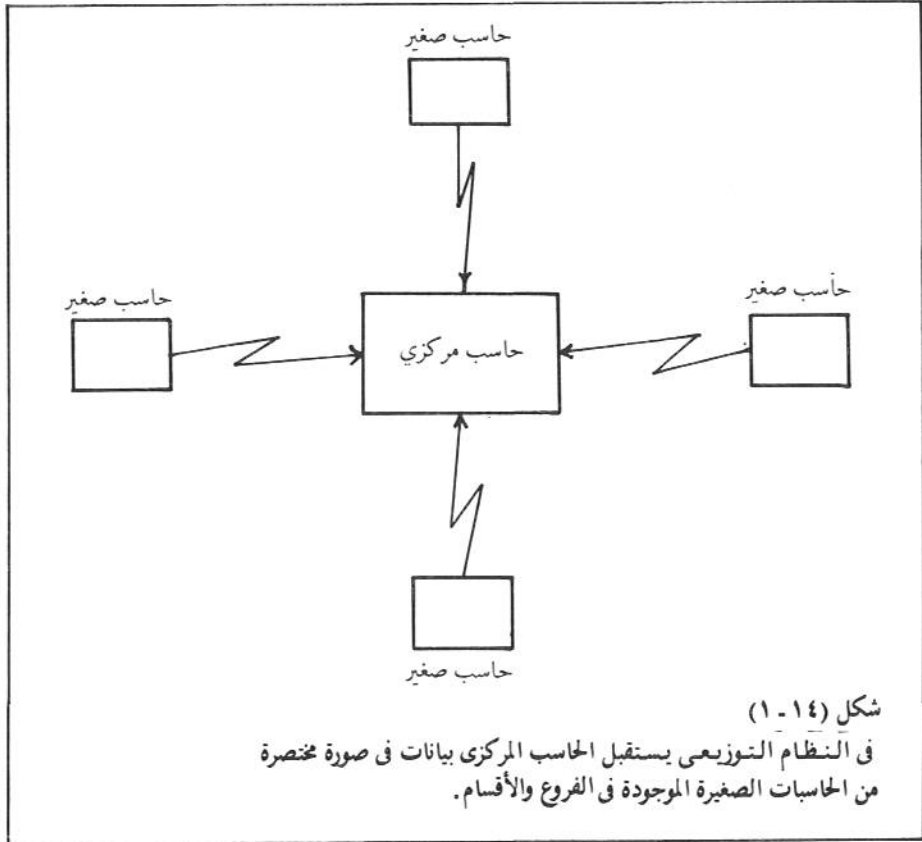 حاسب صغير
حاسب صغير
حاسب صغير
حاسب مركزي
حاسب صغير
شكل (١٤ - ١)
فى النظام التوزيعى يستقبل الحاسب المركزى بيانات فى صورة مختصرة
من الحاسبات الصغيرة الموجودة فى الفروع والأقسام.